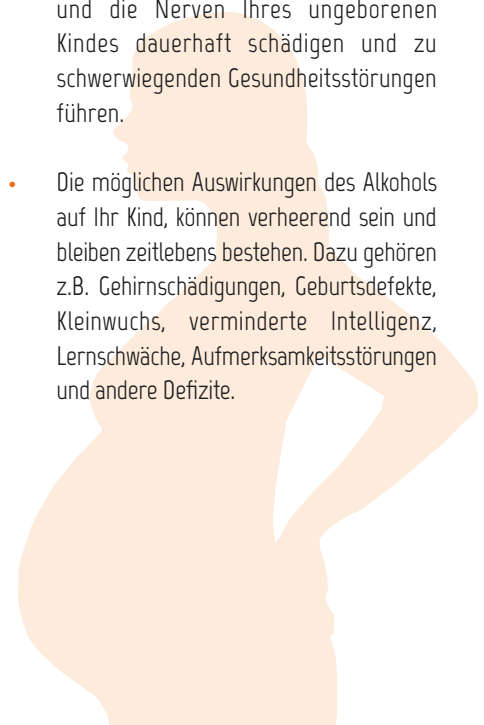 und die Nerven Ihres ungeborenen
Kindes dauerhaft schädigen und zu
schwerwiegenden Gesundheitsstörungen
führen.
• Die möglichen Auswirkungen des Alkohols
auf Ihr Kind, können verheerend sein und
bleiben zeitlebens bestehen. Dazu gehören
z.B. Gehirnschädigungen, Geburtsdefekte,
Kleinwuchs, verminderte Intelligenz,
Lernschwäche, Aufmerksamkeitsstörungen
und andere Defizite.